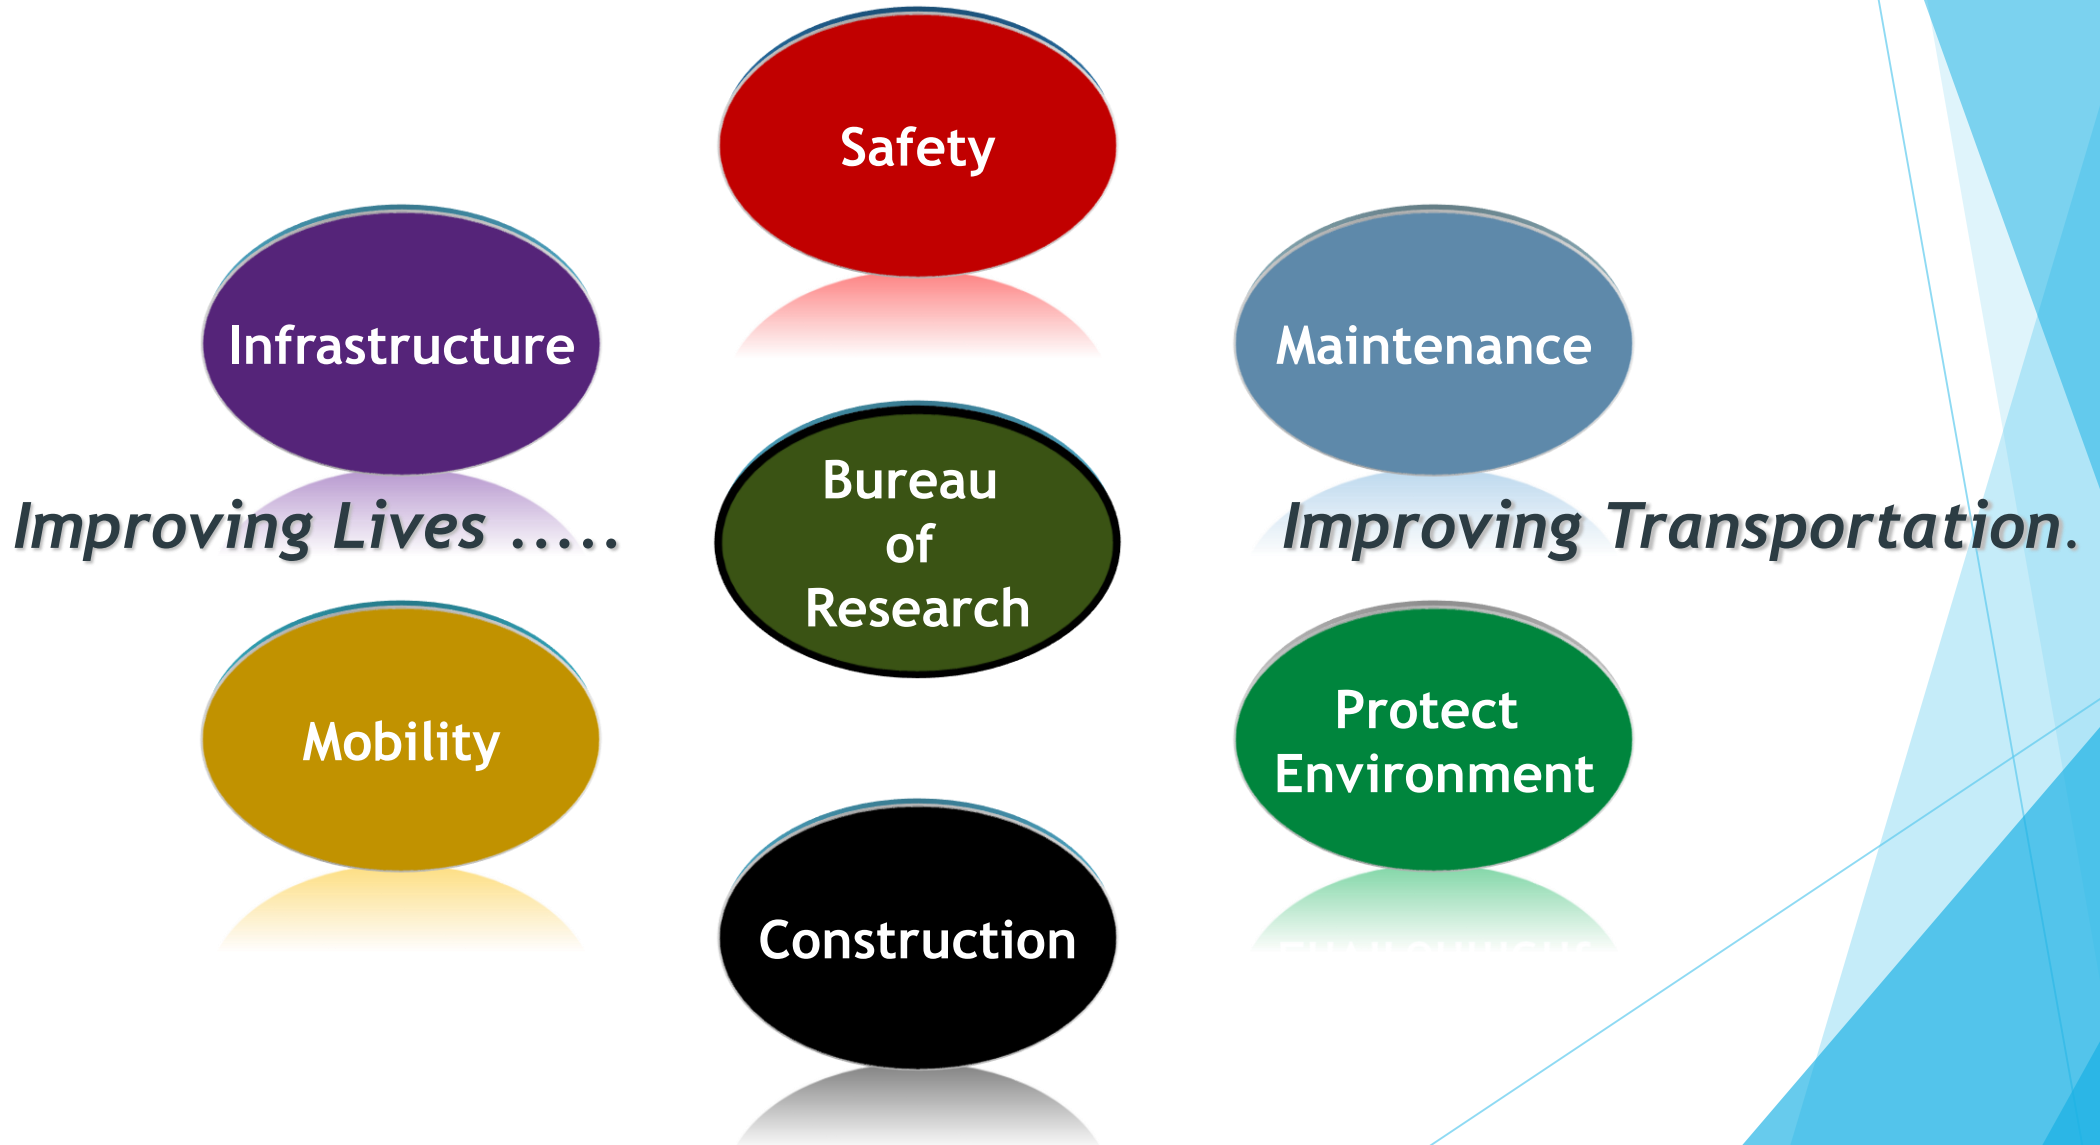 Safety
Infrastructure
Maintenance
Improving Lives .....
Bureau
of
Research
Improving Transportation.
Mobility
Protect
Environment
Construction